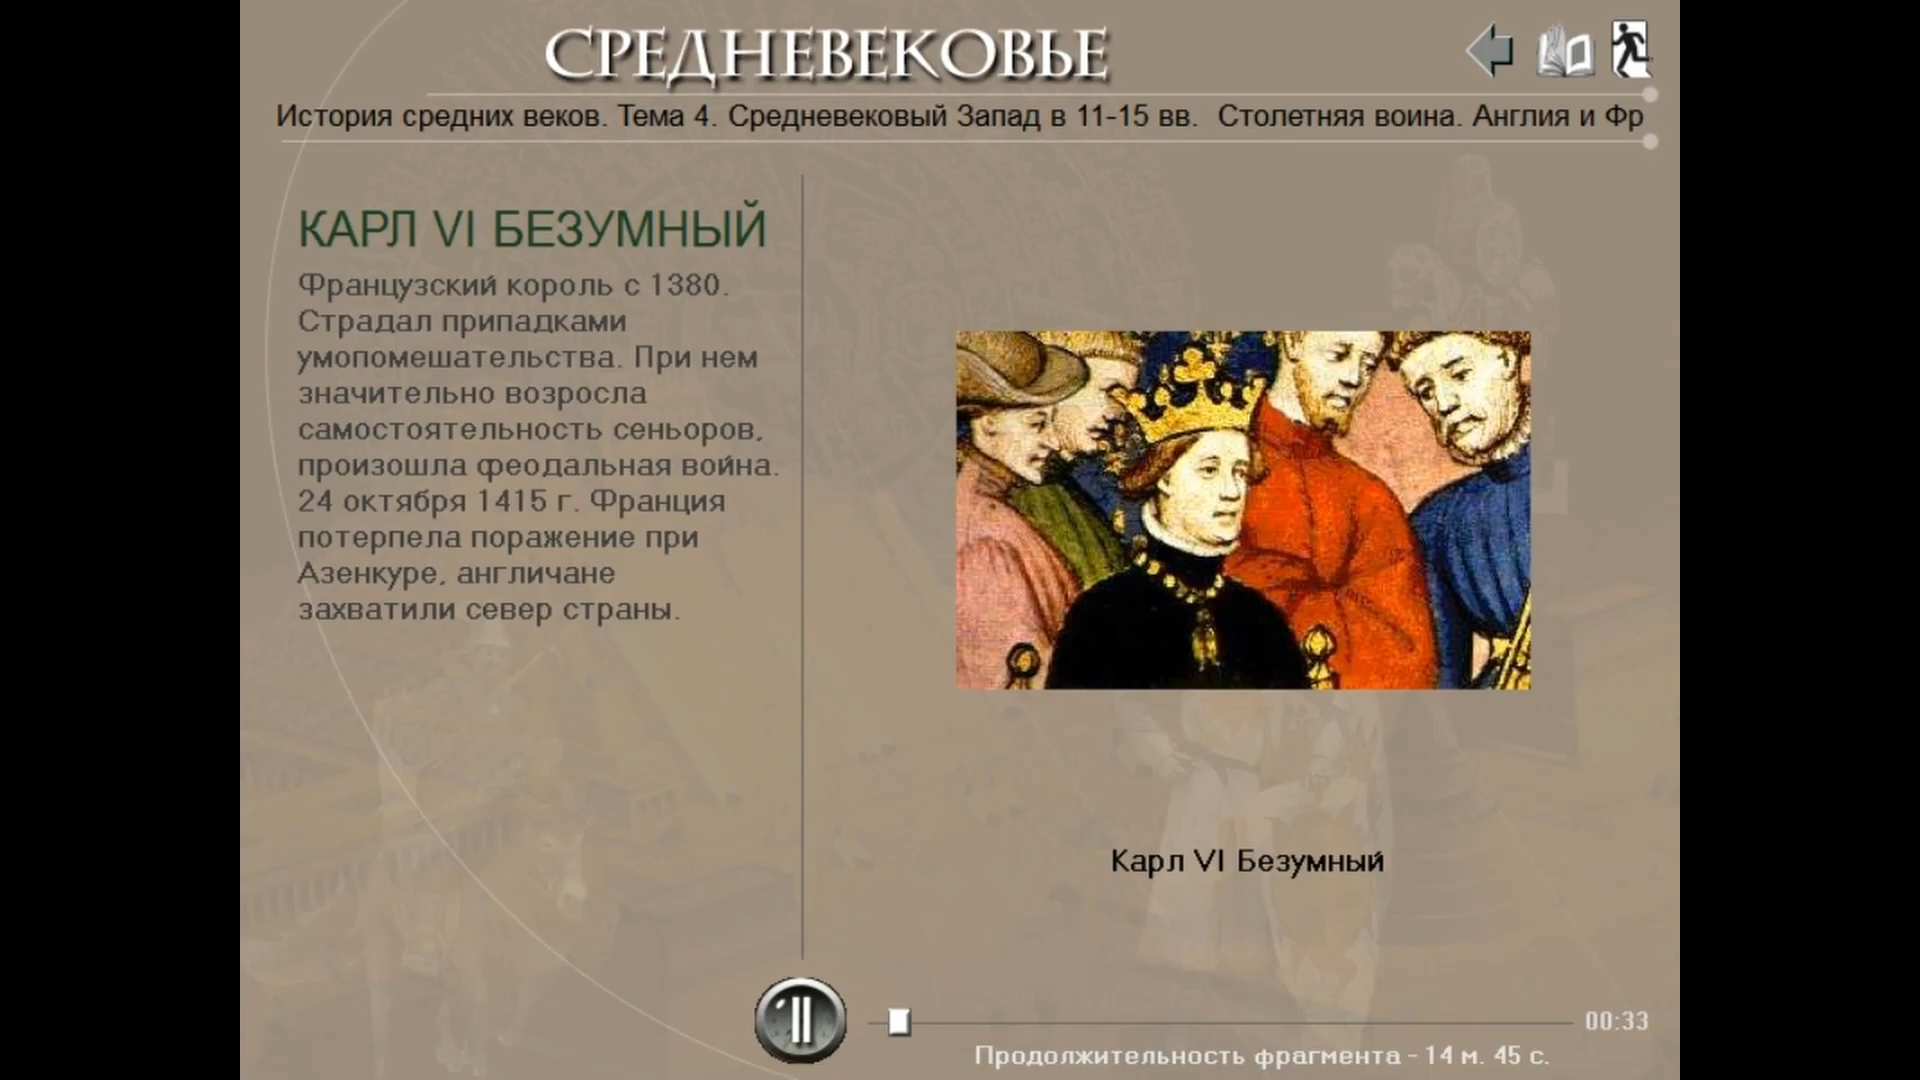 СРЕДНЕВЕКОВЬЕ
История средних веков. Тема 4. Средневековый Запад в 11-15 вв. Столетняя воина. Англия и Фр
КАРЛ VI БЕЗУМНЫЙ
Французский король с 1380.
Страдал припадками
умопомешательства. При нем
значительно возросла
самостоятельность сеньоров,
произошла феодальная война.
24 октября 1415 г. Франция
потерпела поражение при
Азенкуре, англичане
захватили север страны.
Карл VI Безумный
00:33
Продолжительность фрагмента - 14 м. 45 с.